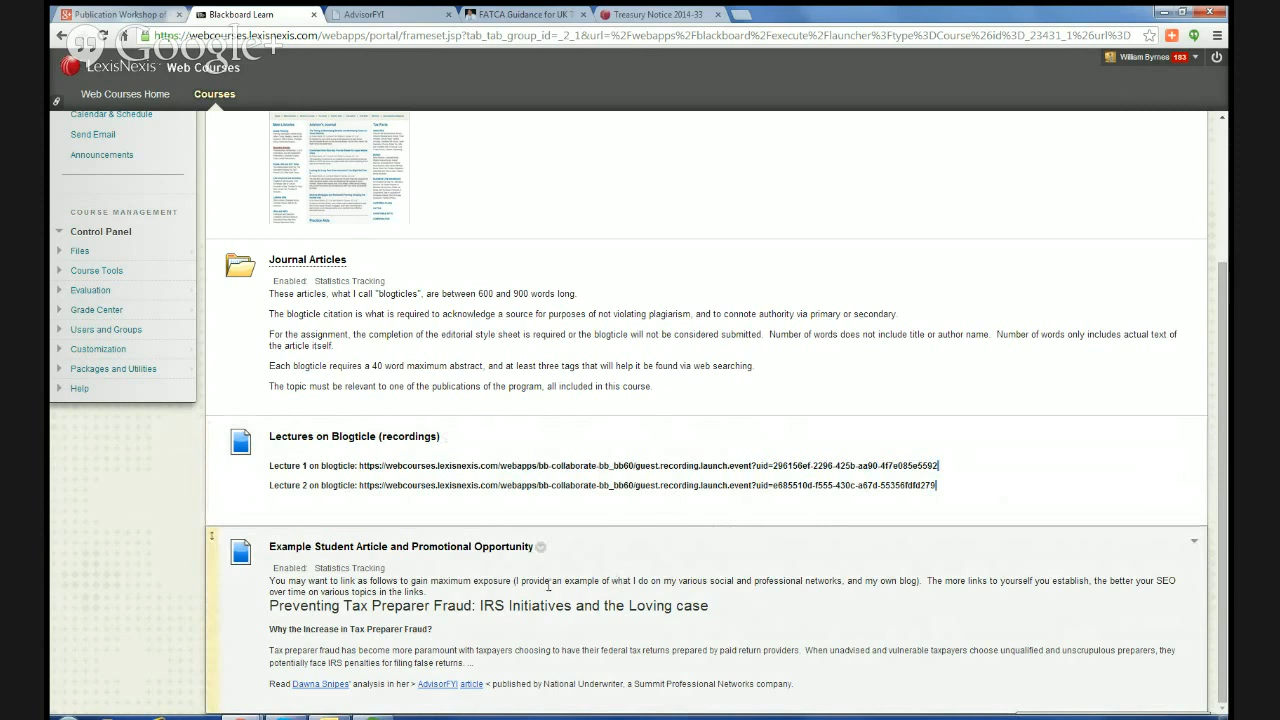 Publication Workshop of
Blackboard Learn
AdvisorFYI
FATCA Guidance for UK T
Treasury Notice 2014-33
https://webcourses.lexisnexis.com/webapps/portal/frameset.jsp
b_tab_group_id=_2_1&url=%2Fwebapps%2Fblackboard%2Fexecute%2Flauncher%3Ftype%3DCourse%26id%3D_23431_1%26url%3D
Google+
LexisNexis Web Courses
William Byrnes 183
Web Courses Home
Courses
Calendar & Schedule
Send Email
Announcements
COURSE MANAGEMENT
Control Panel
Files
Course Tools
Evaluation
Grade Center
Users and Groups
Customization
Packages and Utilities
Help
Journal Articles
Enabled: Statistics Tracking
These articles, what I call "blogticles", are between 600 and 900 words long.
The blogticle citation is what is required to acknowledge a source for purposes of not violating plagiarism, and to connote authority via primary or secondary.
For the assignment, the completion of the editorial style sheet is required or the blogticle will not be considered submitted. Number of words does not include title or author name. Number of words only includes actual text of
the article itself.
Each blogticle requires a 40 word maximum abstract, and at least three tags that will help it be found via web searching.
The topic must be relevant to one of the publications of the program, all included in this course.
Lectures on Blogticle (recordings)
Lecture 1 on blogticle: https://webcourses.lexisnexis.com/webapps/bb-collaborate-bb_bb60/guest.recording.launch.event?uid=296156ef-2296-425b-aa90-4f7e085e5592
Lecture 2 on blogticle: https://webcourses.lexisnexis.com/webapps/bb-collaborate-bb_bb60/guest.recording.launch.event?uid=e685510d-f555-430c-a67d-55356fdfd279
Example Student Article and Promotional Opportunity
Enabled: Statistics Tracking
You may want to link as follows to gain maximum exposure (I provide an example of what I do on my various social and professional networks, and my own blog). The more links to yourself you establish, the better your SEO
over time on various topics in the links.
Preventing Tax Preparer Fraud: IRS Initiatives and the Loving case
Why the Increase in Tax Preparer Fraud?
Tax preparer fraud has become more paramount with taxpayers choosing to have their federal tax returns prepared by paid return providers. When unadvised and vulnerable taxpayers choose unqualified and unscrupulous preparers, they
potentially face IRS penalties for filing false returns....
Read Dawna Snipes' analysis in her > AdvisorFYI article < published by National Underwriter, a Summit Professional Networks company.